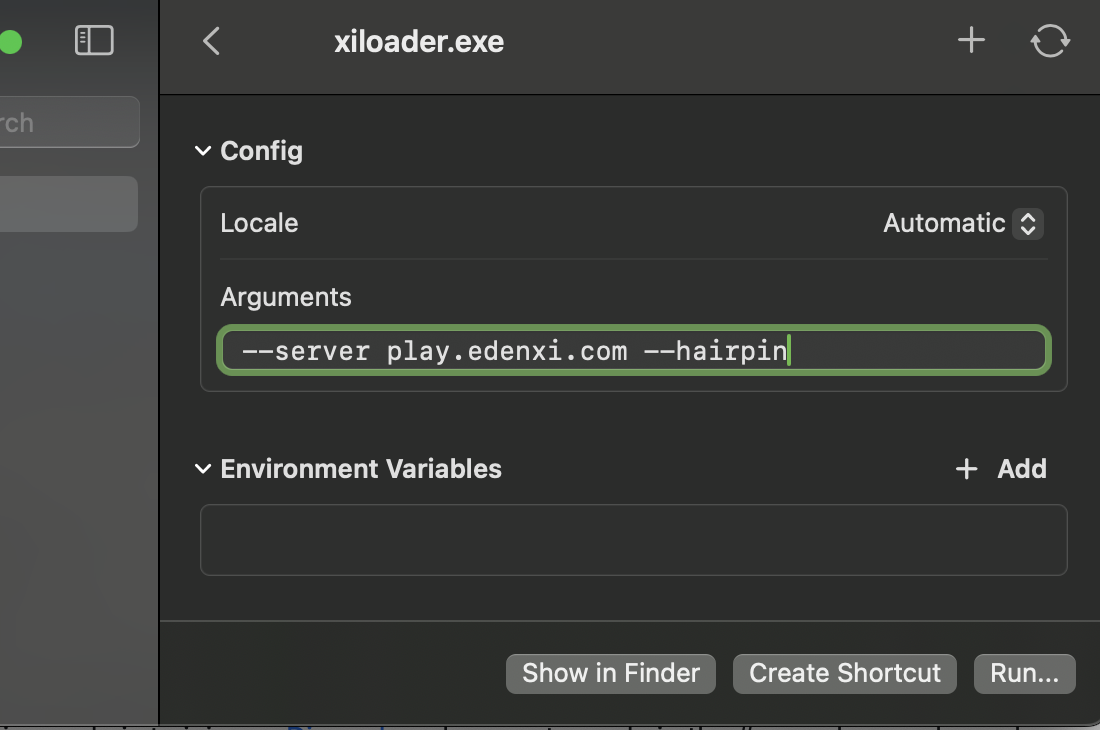 xiloader.exe
rch
Config
Locale
Automatic
Arguments
--server play.edenxi.com --hairpin
Environment Variables
+ Add
Show in Finder
Create Shortcut
Run...